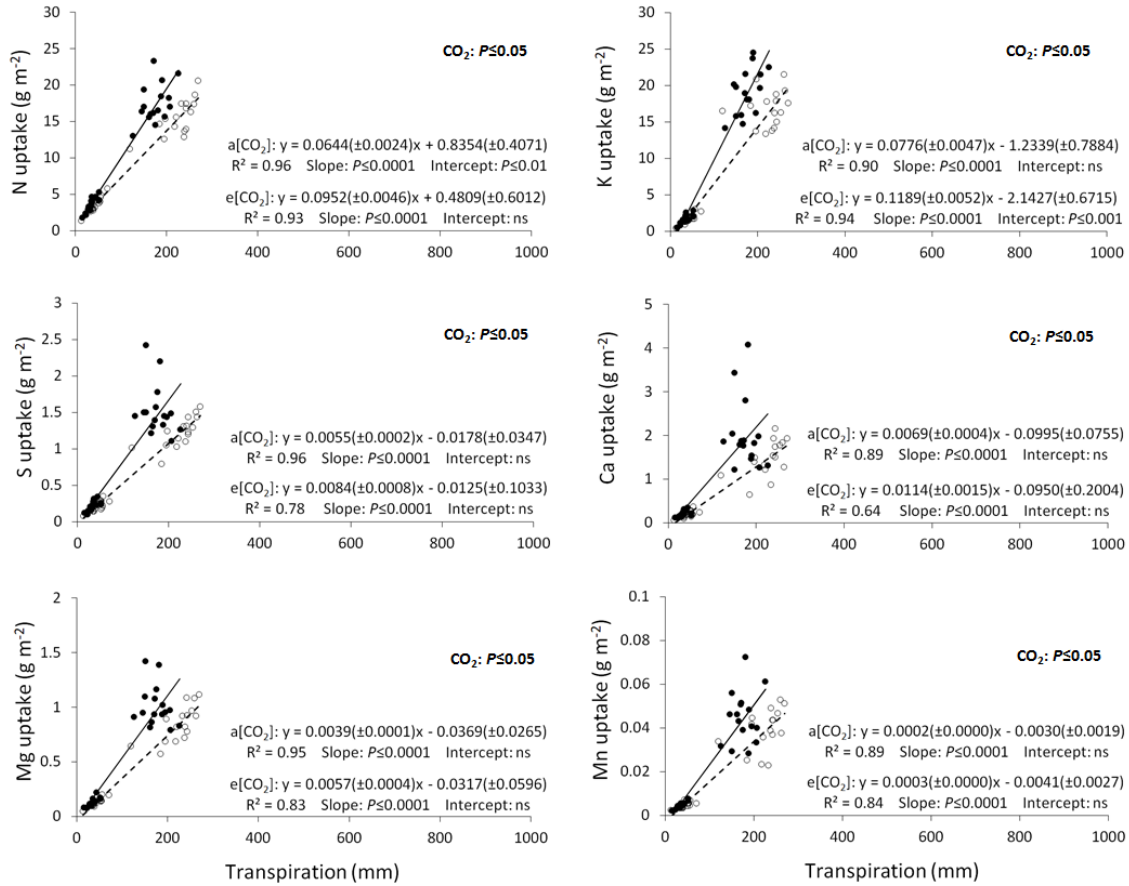 N uptake (g m⁻²)
30
25
20
15
10
5
0
0 200 400 600 800 1000
CO₂: P≤0.05
a[CO₂]: y = 0.0644(±0.0024)x + 0.8354(±0.4071)
R² = 0.96 Slope: P≤0.0001 Intercept: P≤0.01
e[CO₂]: y = 0.0952(±0.0046)x + 0.4809(±0.6012)
R² = 0.93 Slope: P≤0.0001 Intercept: ns
K uptake (g m⁻²)
30
25
20
15
10
5
0
0 200 400 600 800 1000
CO₂: P≤0.05
a[CO₂]: y = 0.0776(±0.0047)x - 1.2339(±0.7884)
R² = 0.90 Slope: P≤0.0001 Intercept: ns
e[CO₂]: y = 0.1189(±0.0052)x - 2.1427(±0.6715)
R² = 0.94 Slope: P≤0.0001 Intercept: P≤0.001
S uptake (g m⁻²)
3
2.5
2
1.5
1
0.5
0
0 200 400 600 800 1000
CO₂: P≤0.05
a[CO₂]: y = 0.0055(±0.0002)x - 0.0178(±0.0347)
R² = 0.96 Slope: P≤0.0001 Intercept: ns
e[CO₂]: y = 0.0084(±0.0008)x - 0.0125(±0.1033)
R² = 0.78 Slope: P≤0.0001 Intercept: ns
Ca uptake (g m⁻²)
5
4
3
2
1
0
0 200 400 600 800 1000
CO₂: P≤0.05
a[CO₂]: y = 0.0069(±0.0004)x - 0.0995(±0.0755)
R² = 0.89 Slope: P≤0.0001 Intercept: ns
e[CO₂]: y = 0.0114(±0.0015)x - 0.0950(±0.2004)
R² = 0.64 Slope: P≤0.0001 Intercept: ns
Mg uptake (g m⁻²)
2
1.5
1
0.5
0
0 200 400 600 800 1000
CO₂: P≤0.05
a[CO₂]: y = 0.0039(±0.0001)x - 0.0369(±0.0265)
R² = 0.95 Slope: P≤0.0001 Intercept: ns
e[CO₂]: y = 0.0057(±0.0004)x - 0.0317(±0.0596)
R² = 0.83 Slope: P≤0.0001 Intercept: ns
Transpiration (mm)
Mn uptake (g m⁻²)
0.1
0.08
0.06
0.04
0.02
0
0 200 400 600 800 1000
CO₂: P≤0.05
a[CO₂]: y = 0.0002(±0.0000)x - 0.0030(±0.0019)
R² = 0.89 Slope: P≤0.0001 Intercept: ns
e[CO₂]: y = 0.0003(±0.0000)x - 0.0041(±0.0027)
R² = 0.84 Slope: P≤0.0001 Intercept: ns
Transpiration (mm)